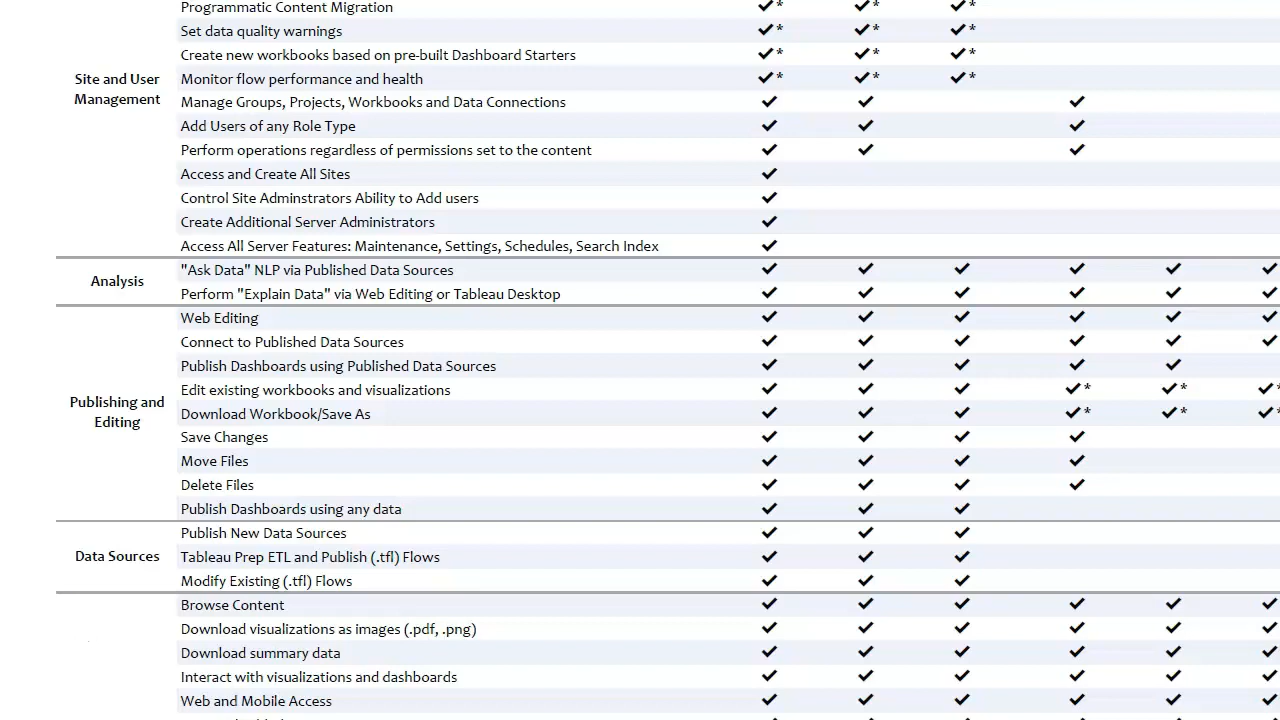 Programmatic Content Migration ✔* ✔* ✔*
Set data quality warnings ✔* ✔* ✔*
Create new workbooks based on pre-built Dashboard Starters ✔* ✔* ✔*
Site and User Management
Monitor flow performance and health ✔* ✔* ✔*
Manage Groups, Projects, Workbooks and Data Connections ✔ ✔ ✔
Add Users of any Role Type ✔ ✔ ✔
Perform operations regardless of permissions set to the content ✔ ✔ ✔
Access and Create All Sites ✔
Control Site Adminstrators Ability to Add users ✔
Create Additional Server Administrators ✔
Access All Server Features: Maintenance, Settings, Schedules, Search Index ✔
Analysis
"Ask Data" NLP via Published Data Sources ✔ ✔ ✔ ✔ ✔ ✔
Perform "Explain Data" via Web Editing or Tableau Desktop ✔ ✔ ✔ ✔ ✔ ✔
Publishing and Editing
Web Editing ✔ ✔ ✔ ✔ ✔ ✔
Connect to Published Data Sources ✔ ✔ ✔ ✔ ✔ ✔
Publish Dashboards using Published Data Sources ✔ ✔ ✔ ✔ ✔
Edit existing workbooks and visualizations ✔ ✔ ✔ ✔* ✔* ✔*
Download Workbook/Save As ✔ ✔ ✔ ✔* ✔* ✔*
Save Changes ✔ ✔ ✔ ✔
Move Files ✔ ✔ ✔ ✔
Delete Files ✔ ✔ ✔ ✔
Publish Dashboards using any data ✔ ✔ ✔
Data Sources
Publish New Data Sources ✔ ✔ ✔
Tableau Prep ETL and Publish (.tfl) Flows ✔ ✔ ✔
Modify Existing (.tfl) Flows ✔ ✔ ✔
Browse Content ✔ ✔ ✔ ✔ ✔ ✔
Download visualizations as images (.pdf, .png) ✔ ✔ ✔ ✔ ✔ ✔
Download summary data ✔ ✔ ✔ ✔ ✔ ✔
Interact with visualizations and dashboards ✔ ✔ ✔ ✔ ✔ ✔
Web and Mobile Access ✔ ✔ ✔ ✔ ✔ ✔